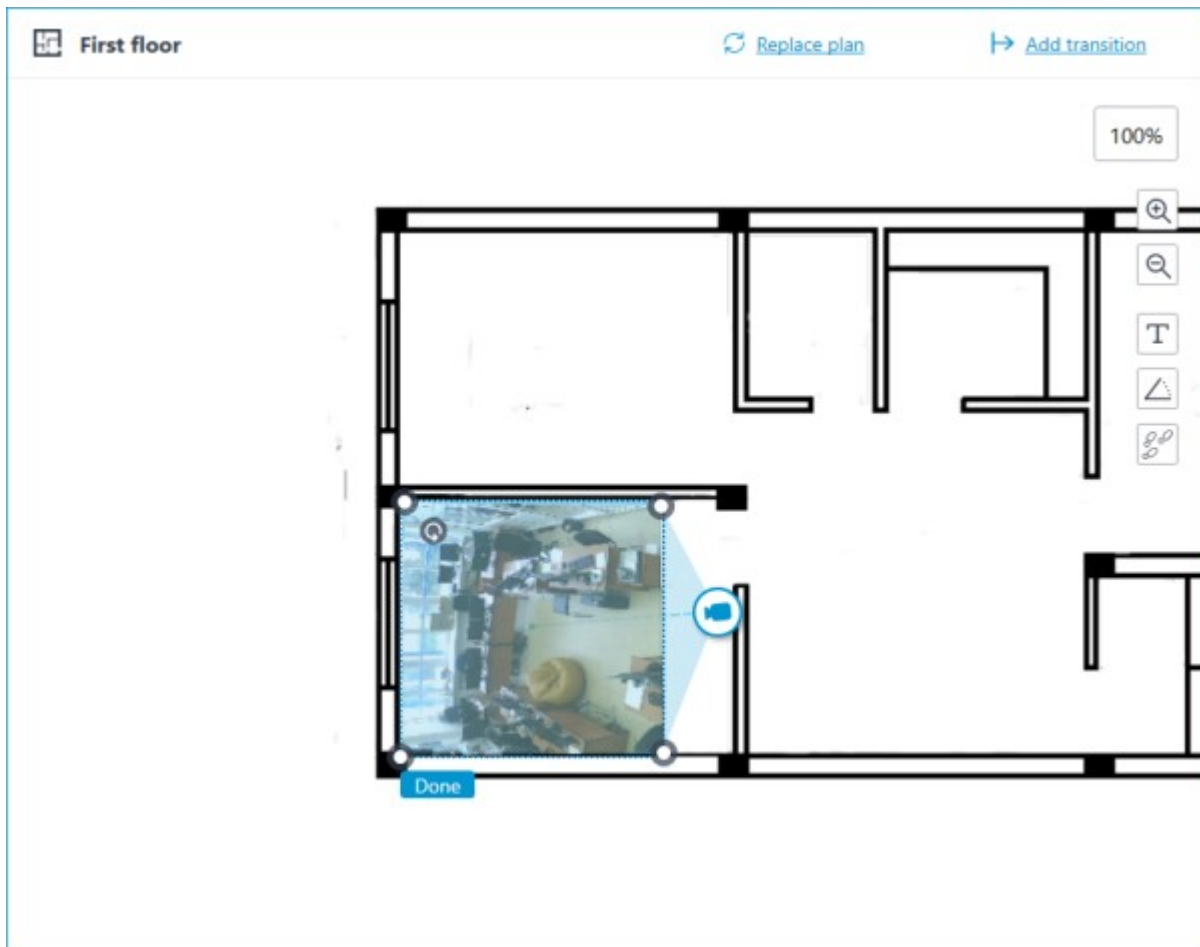 First floor
Replace plan
Add transition
100%
T
Done